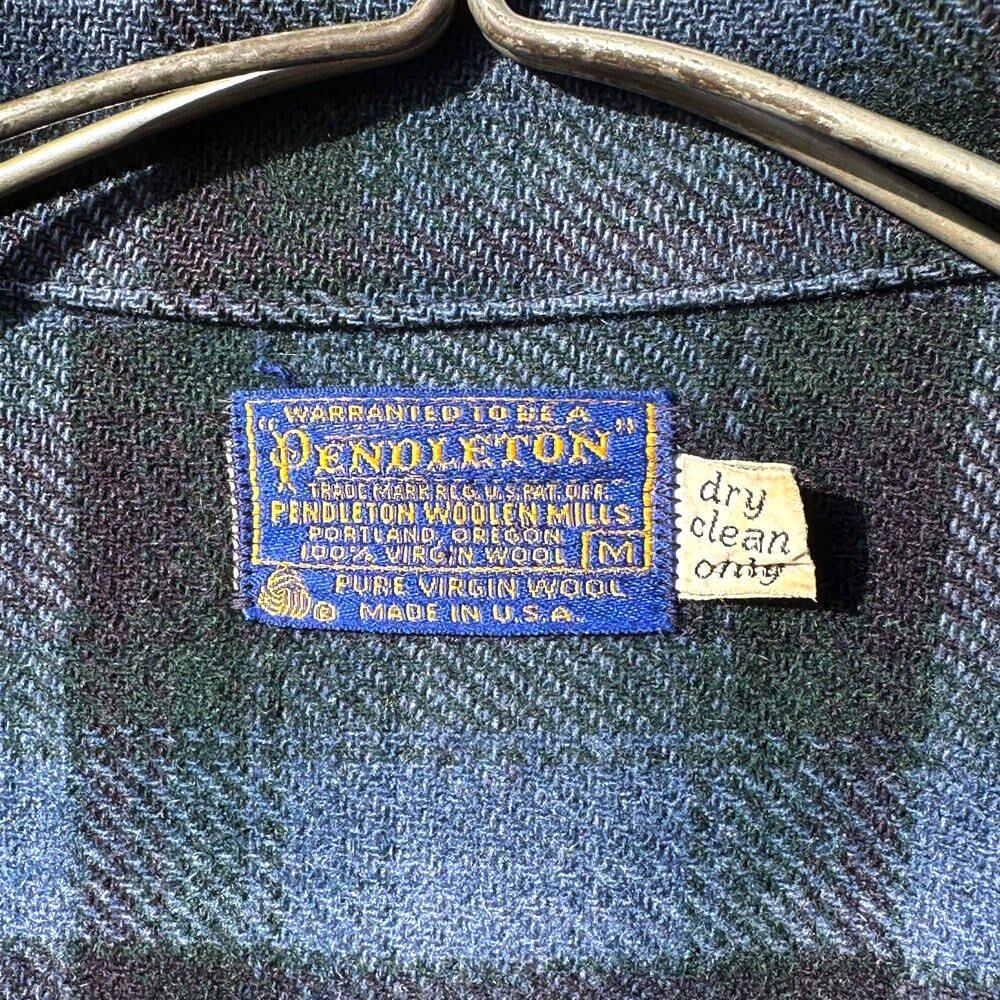 WARRANTED TO BE A
"PENDLETON"
TRADE MARK REG. U.S. PAT. OFF.
PENDLETON WOOLEN MILLS
PORTLAND, OREGON
100% VIRGIN WOOL M
PURE VIRGIN WOOL
® MADE IN U.S.A.
dry
clean
only